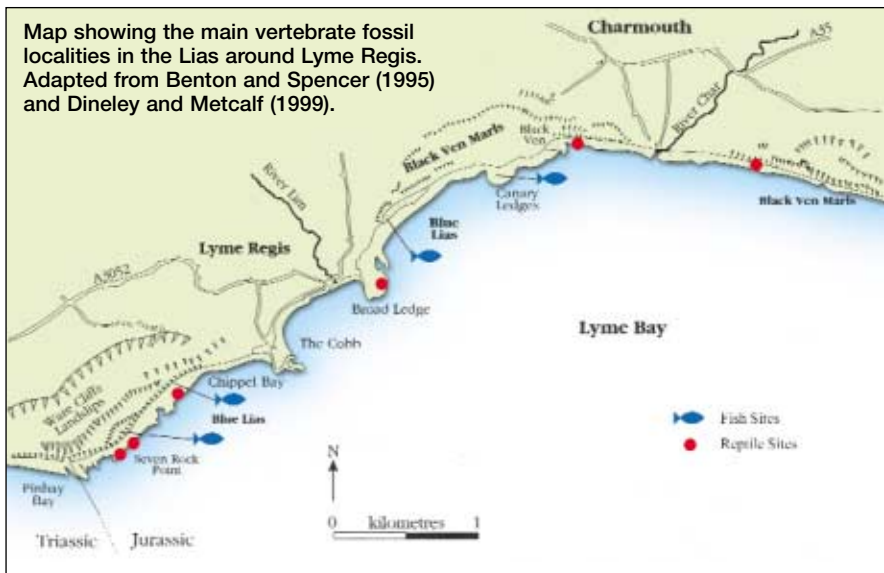 Map showing the main vertebrate fossil
localities in the Lias around Lyme Regis.
Adapted from Benton and Spencer (1995)
and Dineley and Metcalf (1999).
Charmouth
A35
River Char
Black Ven Marls
Black
Ven
Canary
Ledges
Black Ven Marls
River Lim
Lyme Regis
Blue
Lias
A3052
Broad Ledge
Lyme Bay
The Cobb
Chippel Bay
Ware Cliffs
Landslips
Blue Lias
Fish Sites
Seven Rock
Point
Reptile Sites
Pinhay
Bay
N
0 kilometres 1
Triassic Jurassic